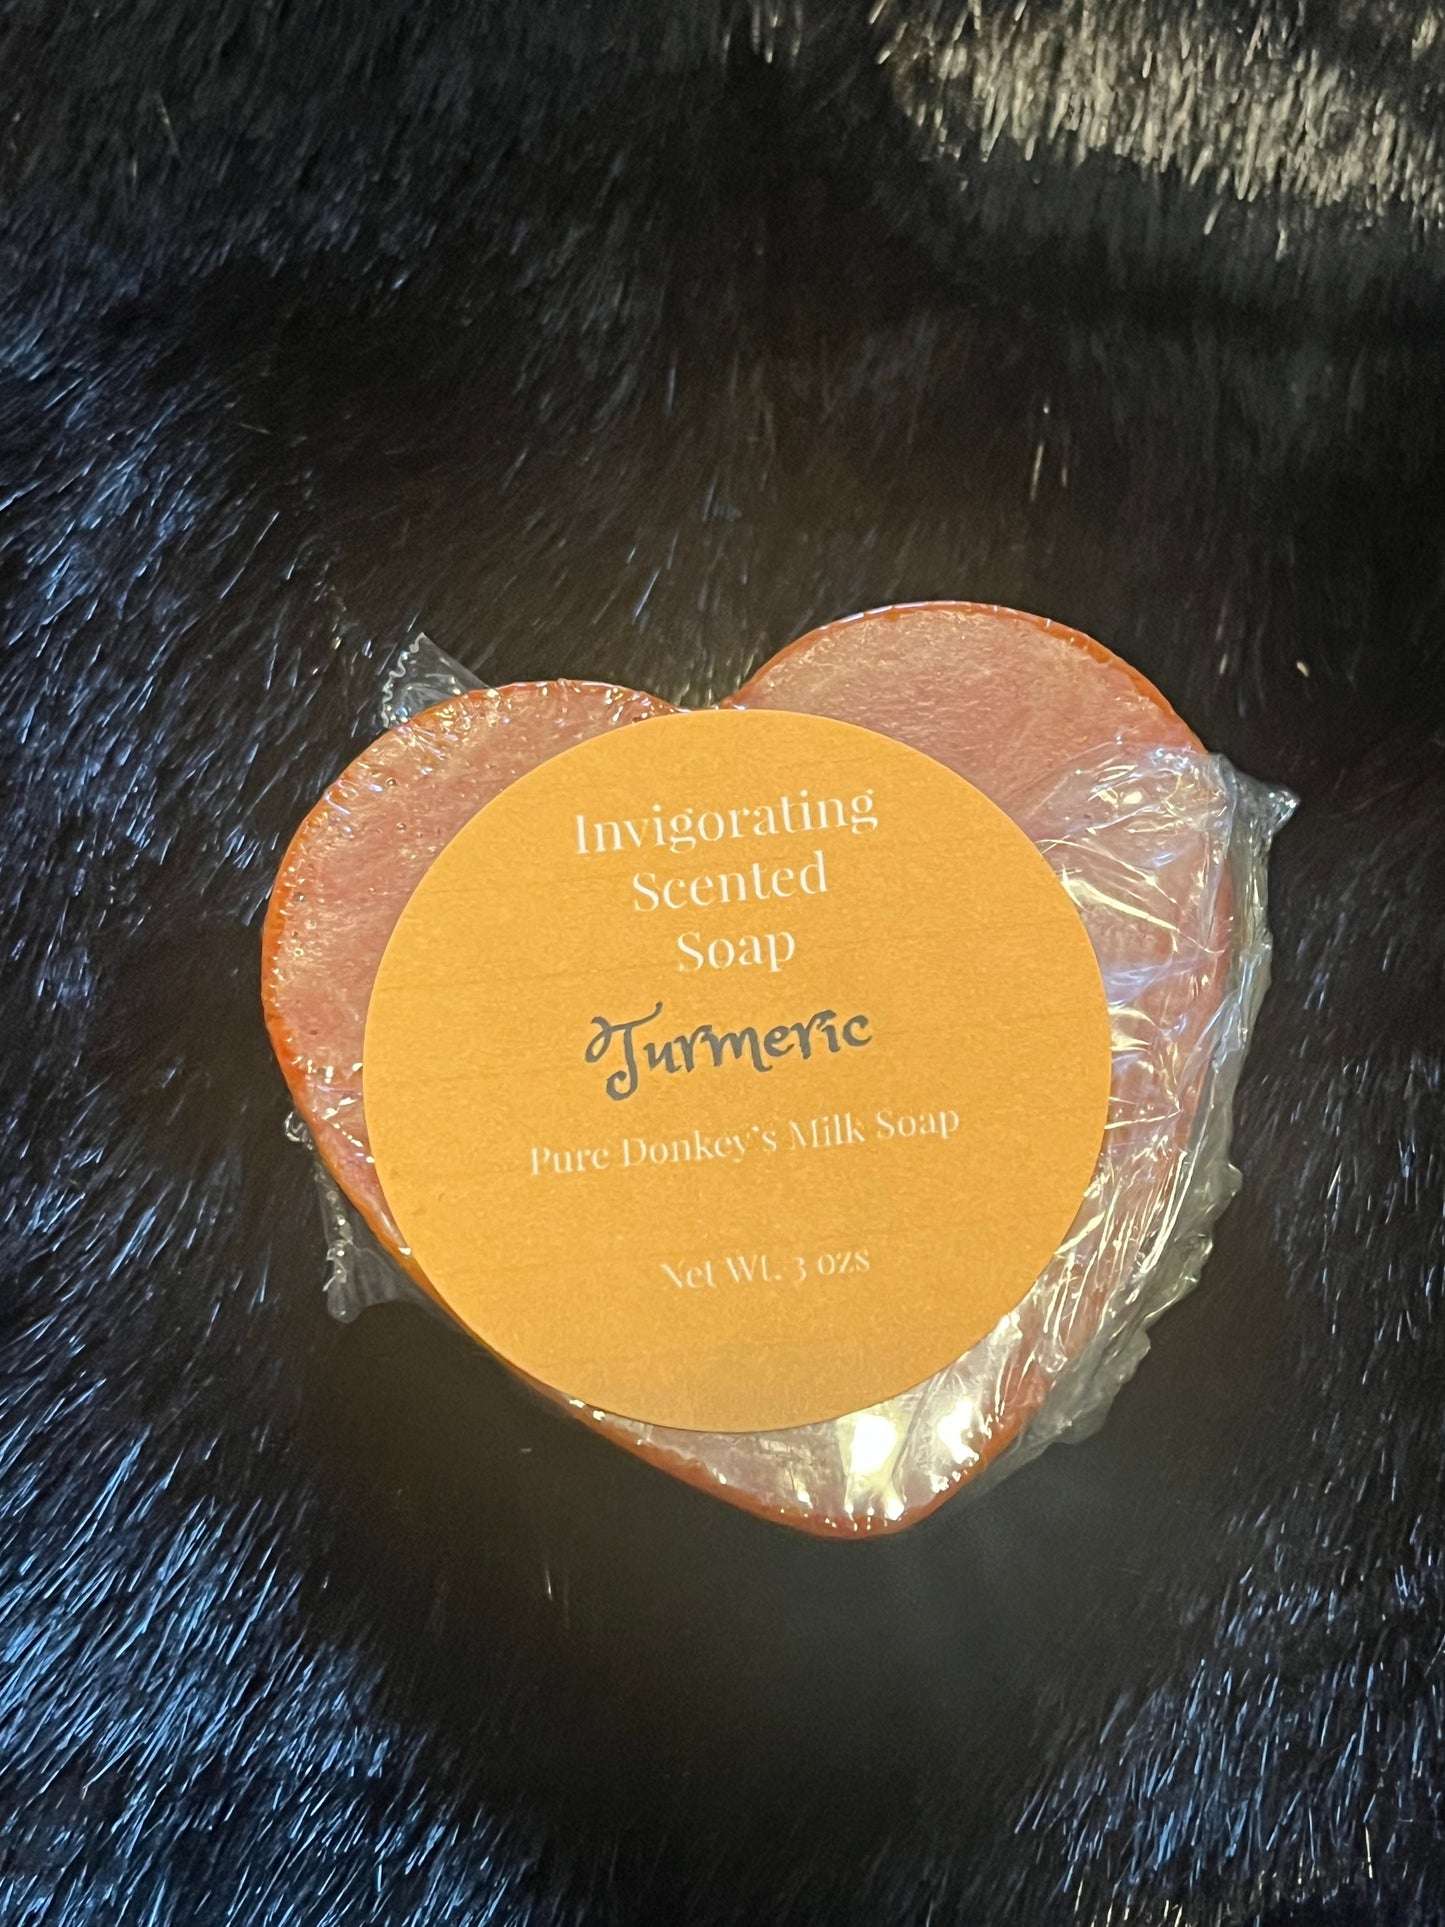 Invigorating
Scented
Soap
Turmeric
Pure Donkey's Milk Soap
Net Wt. 3 ozs